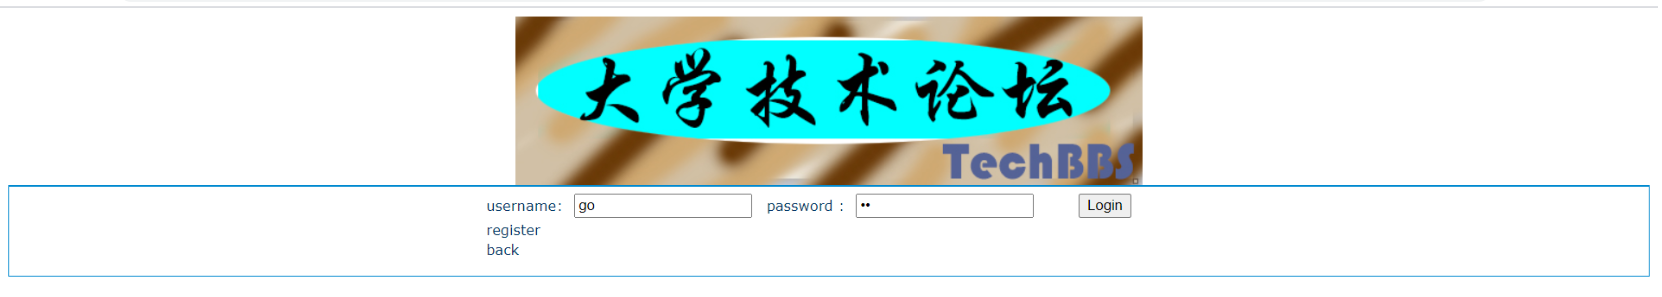 大学技术论坛
TechBBS
username: go password : •• Login
register
back